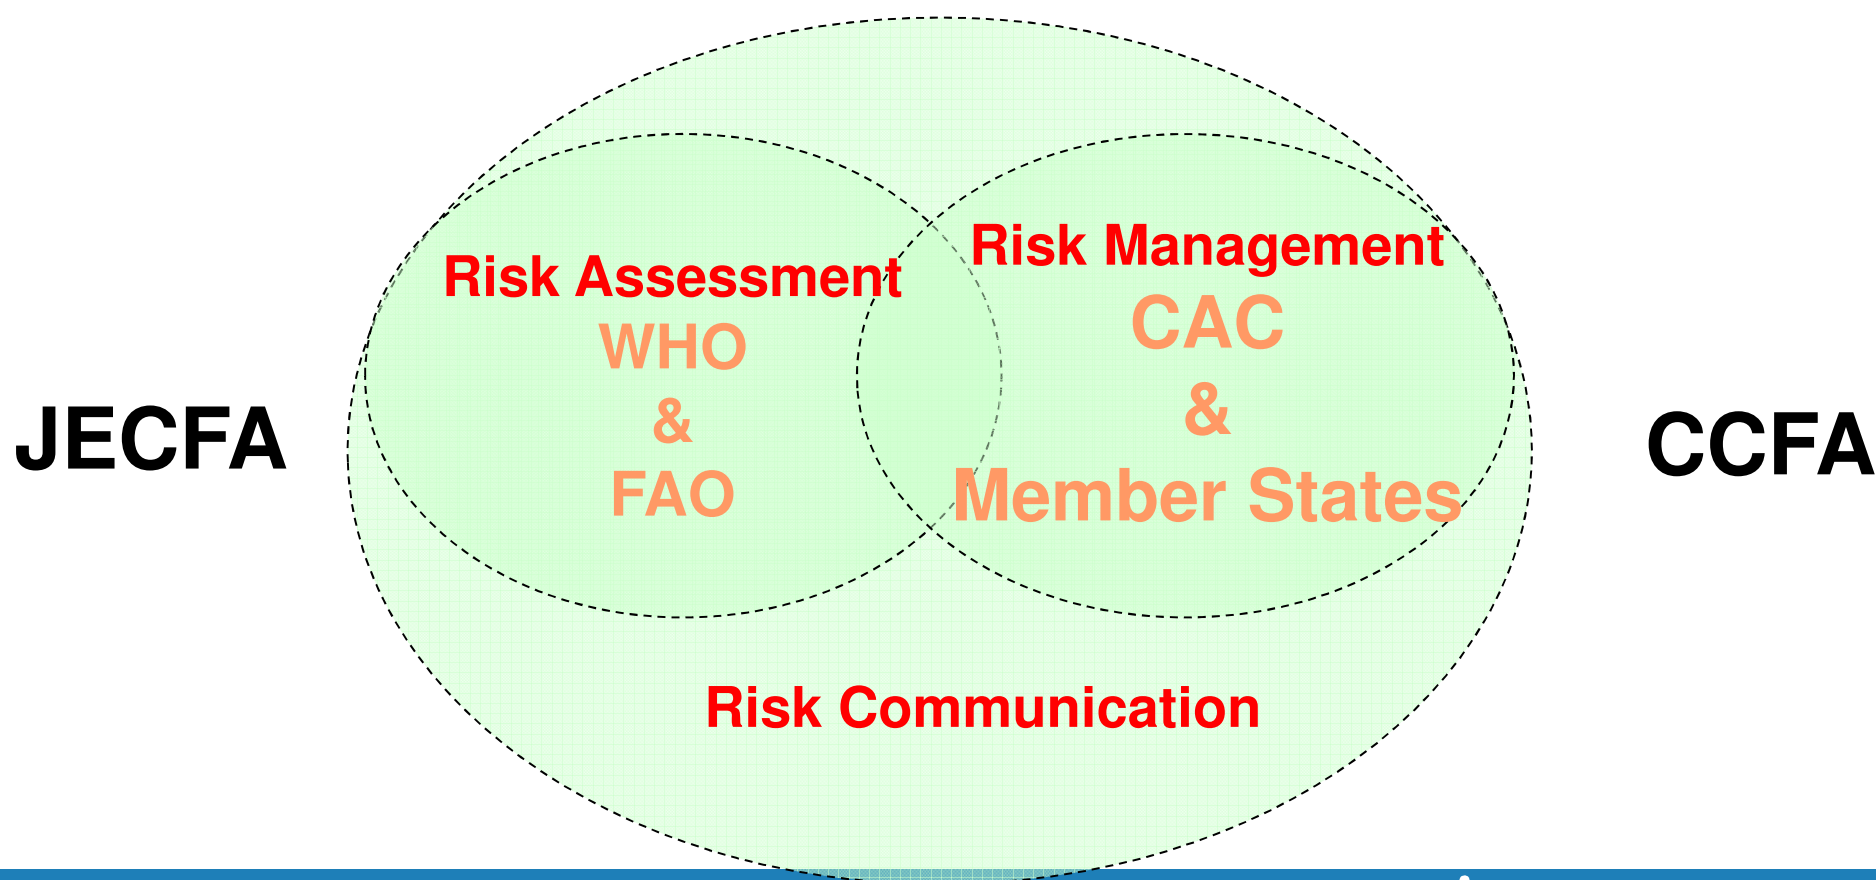 JECFA
Risk Assessment
WHO
&
FAO
Risk Management
CAC
&
Member States
CCFA
Risk Communication